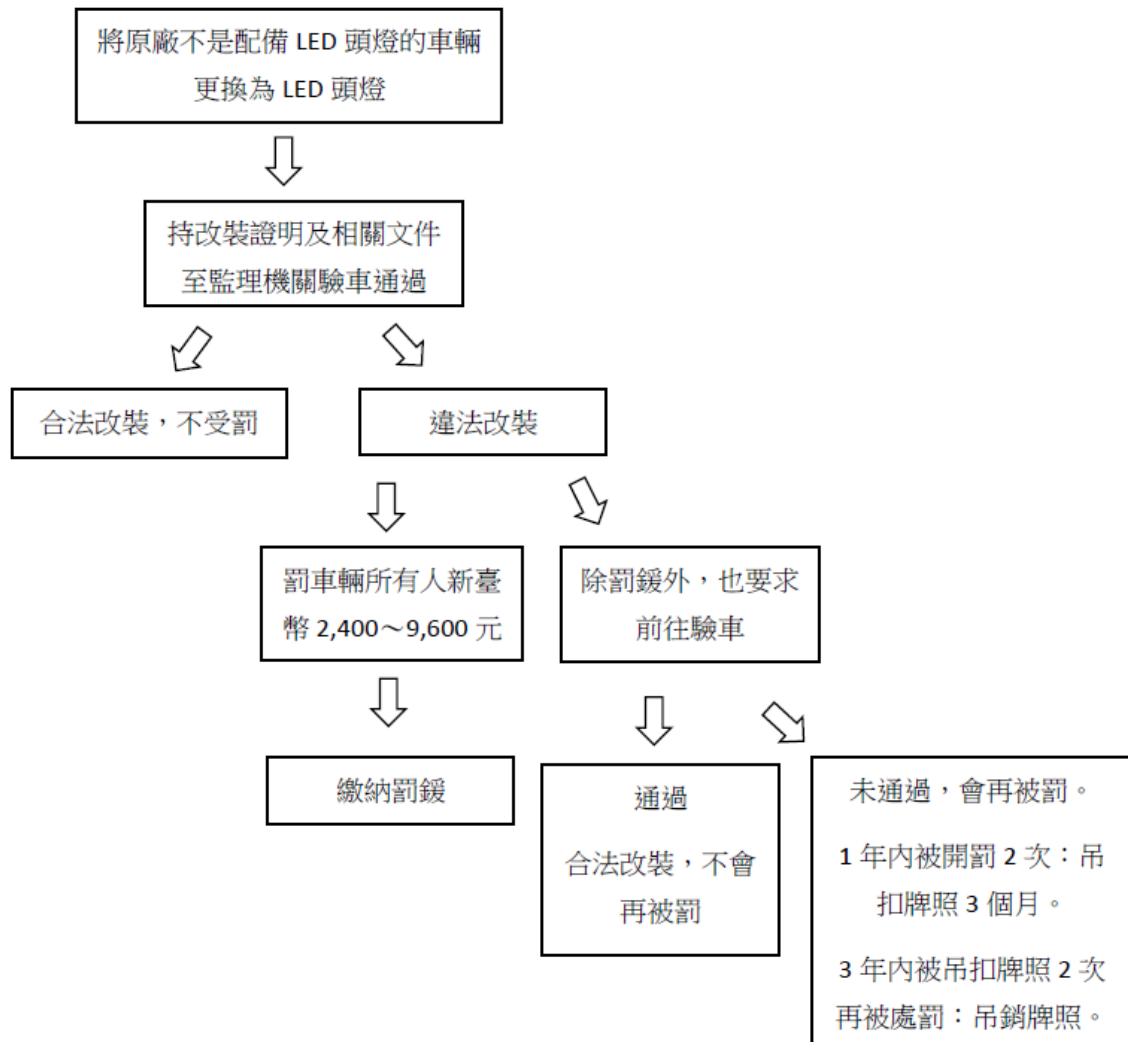 將原廠不是配備 LED 頭燈的車輛
更換為 LED 頭燈
持改裝證明及相關文件
至監理機關驗車通過
合法改裝，不受罰
違法改裝
罰車輛所有人新臺
幣 2,400～9,600 元
除罰鍰外，也要求
前往驗車
繳納罰鍰
通過
合法改裝，不會
再被罰
未通過，會再被罰。
1 年內被開罰 2 次：吊
扣牌照 3 個月。
3 年內被吊扣牌照 2 次
再被處罰：吊銷牌照。